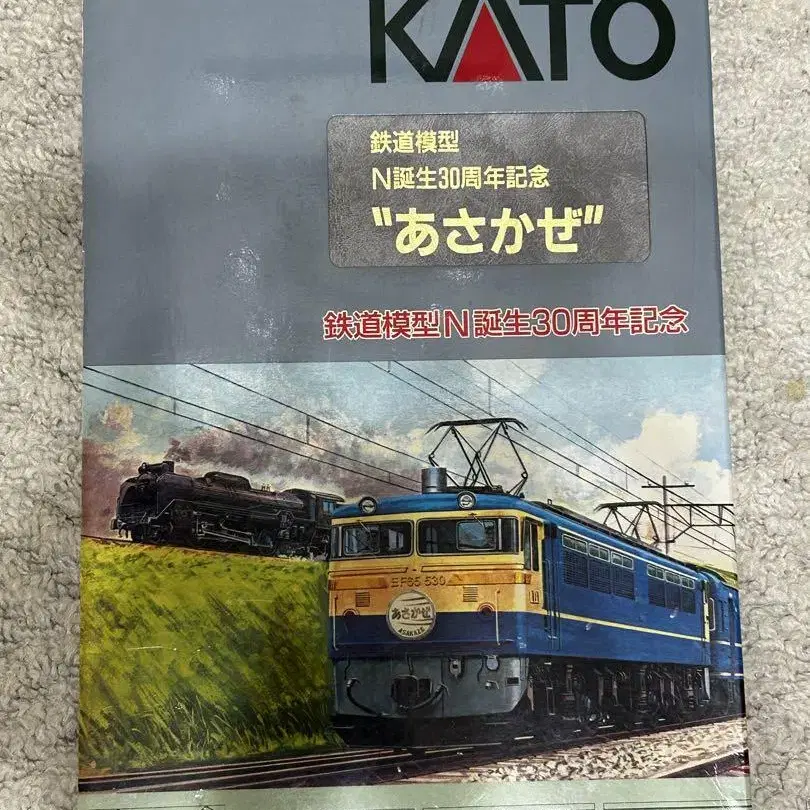 KATO
鉄道模型
N誕生30周年記念
"あさかぜ"
鉄道模型N誕生30周年記念
EF65 530
あさかぜ
ASAKAZE